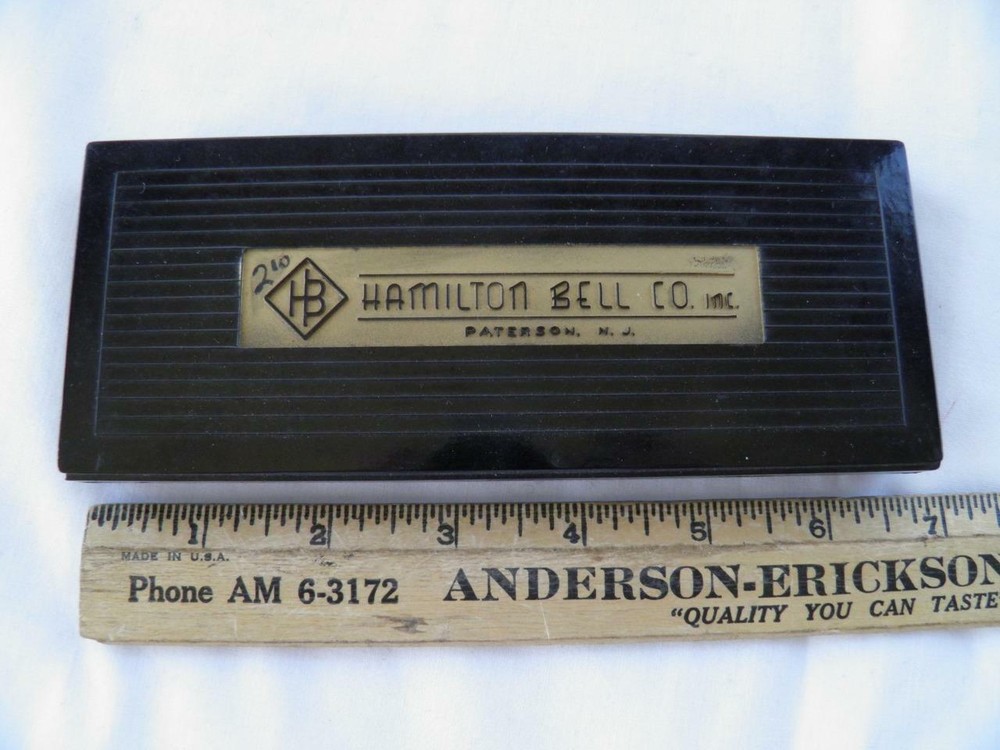 2⁰⁰
HB
HAMILTON BELL CO. INC.
PATERSON, N. J.
1 2 3 4 5 6 7
MADE IN U.S.A.
Phone AM 6-3172
ANDERSON-ERICKSON
"QUALITY YOU CAN TASTE